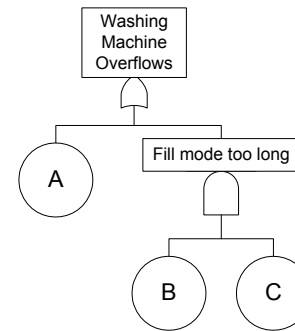 Washing
Machine
Overflows
A
Fill mode too long
B
C